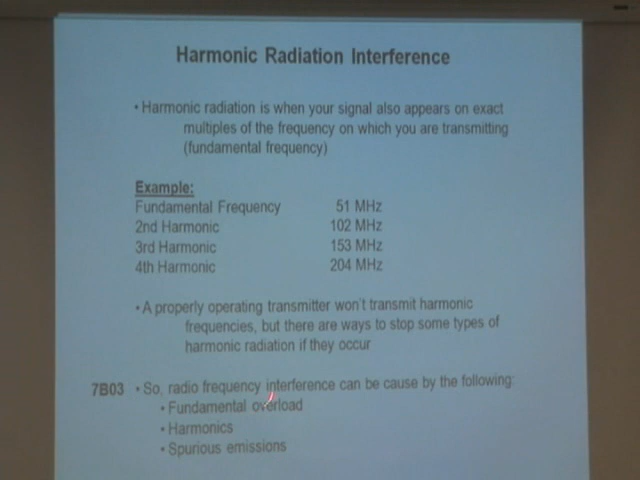 Harmonic Radiation Interference
• Harmonic radiation is when your signal also appears on exact
multiples of the frequency on which you are transmitting
(fundamental frequency)
Example:
Fundamental Frequency 51 MHz
2nd Harmonic 102 MHz
3rd Harmonic 153 MHz
4th Harmonic 204 MHz
• A properly operating transmitter won't transmit harmonic
frequencies, but there are ways to stop some types of
harmonic radiation if they occur
7B03 • So, radio frequency interference can be cause by the following:
• Fundamental overload
• Harmonics
• Spurious emissions